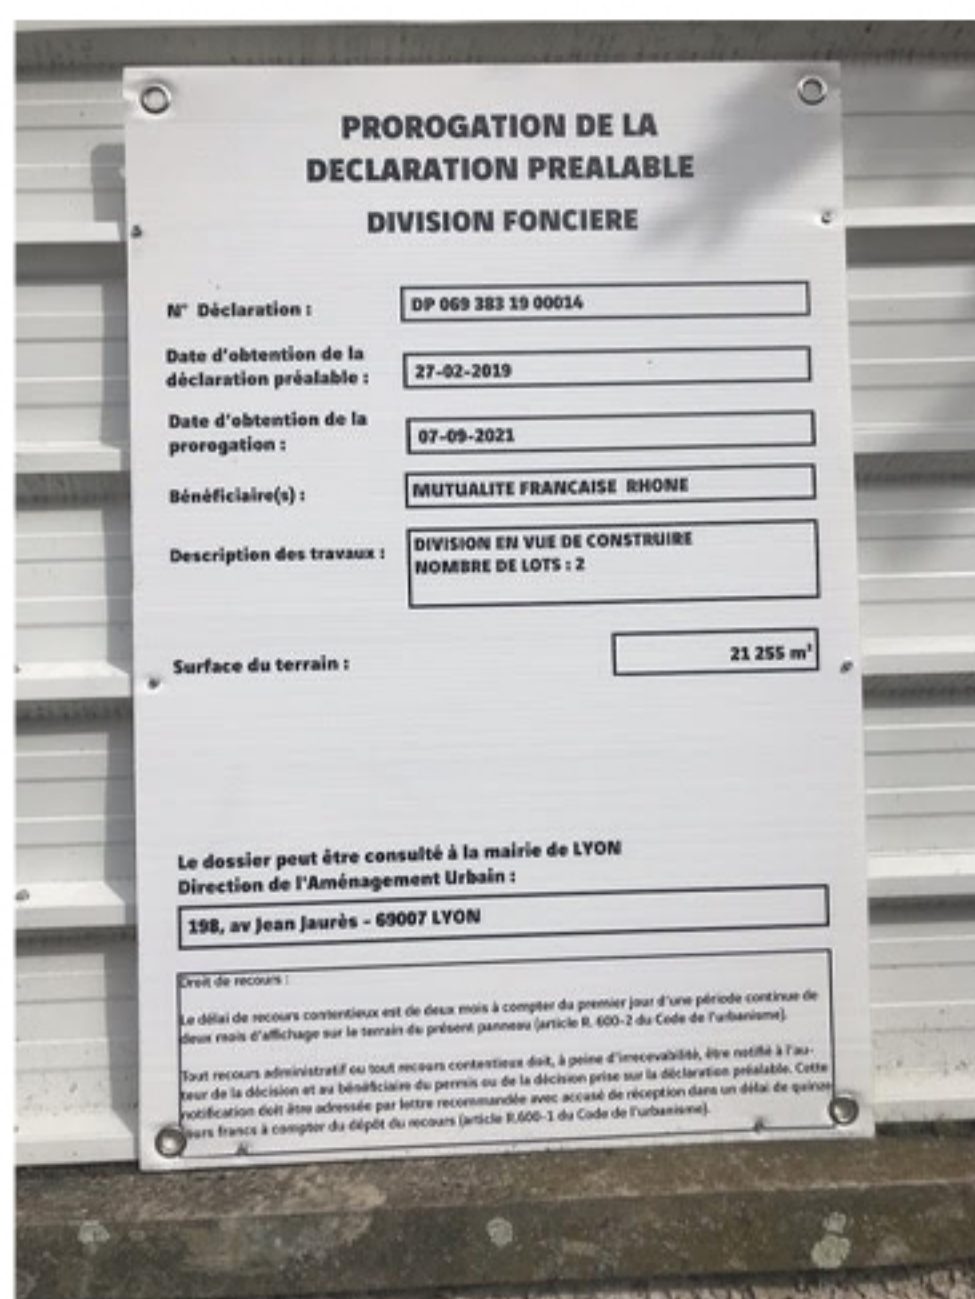 PROROGATION DE LA
DECLARATION PREALABLE
DIVISION FONCIERE
N° Déclaration :
DP 069 383 19 00014
Date d'obtention de la
déclaration préalable :
27-02-2019
Date d'obtention de la
prorogation :
07-09-2021
Bénéficiaire(s) :
MUTUALITE FRANCAISE RHONE
Description des travaux :
DIVISION EN VUE DE CONSTRUIRE
NOMBRE DE LOTS : 2
Surface du terrain :
21 255 m²
Le dossier peut être consulté à la mairie de LYON
Direction de l'Aménagement Urbain :
198, av Jean Jaurès - 69007 LYON
Droit de recours :
Le délai de recours contentieux est de deux mois à compter du premier jour d'une période continue de
deux mois d'affichage sur le terrain du présent panneau (article R. 600-2 du Code de l'urbanisme).
Tout recours administratif ou tout recours contentieux doit, à peine d'irrecevabilité, être notifié à l'au-
teur de la décision et au bénéficiaire du permis ou de la décision prise sur la déclaration préalable. Cette
notification doit être adressée par lettre recommandée avec accusé de réception dans un délai de quinze
jours francs à compter du dépôt du recours (article R.600-1 du Code de l'urbanisme).